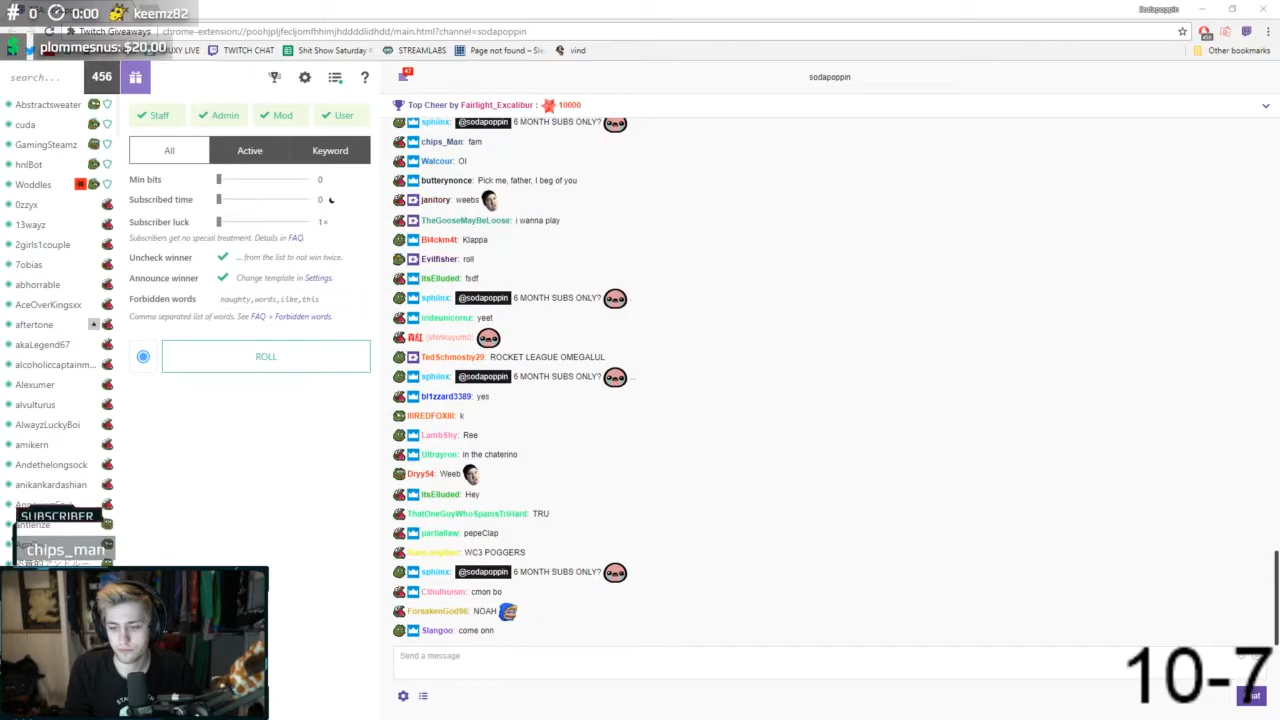 # 0 0:00 keemz82
Sodapoppin
Twitch Giveaways chrome-extension://poohjpljfecljomfhhimjhddddlidhdd/main.html?channel=sodapoppin
plommesnus: $20.00
LIVE TWITCH CHAT Shit Show Saturday STREAMLABS Page not found – Sl vind Other bookmarks
search... 456
sodapoppin
47
Top Cheer by Fairlight_Excalibur : 10000
Staff Admin Mod User
All Active Keyword
Min bits 0
Subscribed time 0
Subscriber luck 1×
Subscribers get no special treatment. Details in FAQ.
Uncheck winner ... from the list to not win twice.
Announce winner Change template in Settings.
Forbidden words naughty,words,like,this
Comma separated list of words. See FAQ > Forbidden words.
ROLL
Abstractsweater
cuda
GamingSteamz
hnlBot
Woddles
0zzyx
13wayz
2girls1couple
7obias
abhorrable
AceOverKingsxx
aftertone
akaLegend67
alcoholiccaptainm...
Alexumer
alvulturus
AlwayzLuckyBoi
amikern
Andethelongsock
anikankardashian
SUBSCRIBER
chips_man
sphiinx: @sodapoppin 6 MONTH SUBS ONLY?
chips_Man: fam
Walcour: OI
butterynonce: Pick me, father, I beg of you
janitory: weebs
TheGooseMayBeLoose: i wanna play
Bl4ckm4t: Klappa
Evilfisher: roll
ItsElluded: fsdf
sphiinx: @sodapoppin 6 MONTH SUBS ONLY? .
irideunicornz: yeet
真紅 (shinkuyumi):
TedSchmosby29: ROCKET LEAGUE OMEGALUL
sphiinx: @sodapoppin 6 MONTH SUBS ONLY? ...
bl1zzard3389: yes
IIIREDFOXIII: k
LambShy: Ree
Ultrayron: in the chaterino
Dryy54: Weeb
ItsElluded: Hey
ThatOneGuyWhoSpamsTriHard: TRU
partiallaw: pepeClap
WC3 POGGERS
sphiinx: @sodapoppin 6 MONTH SUBS ONLY?
Cthulhuism: cmon bo
ForsakenGod96: NOAH
Slangoo: come onn
Send a message
10-7